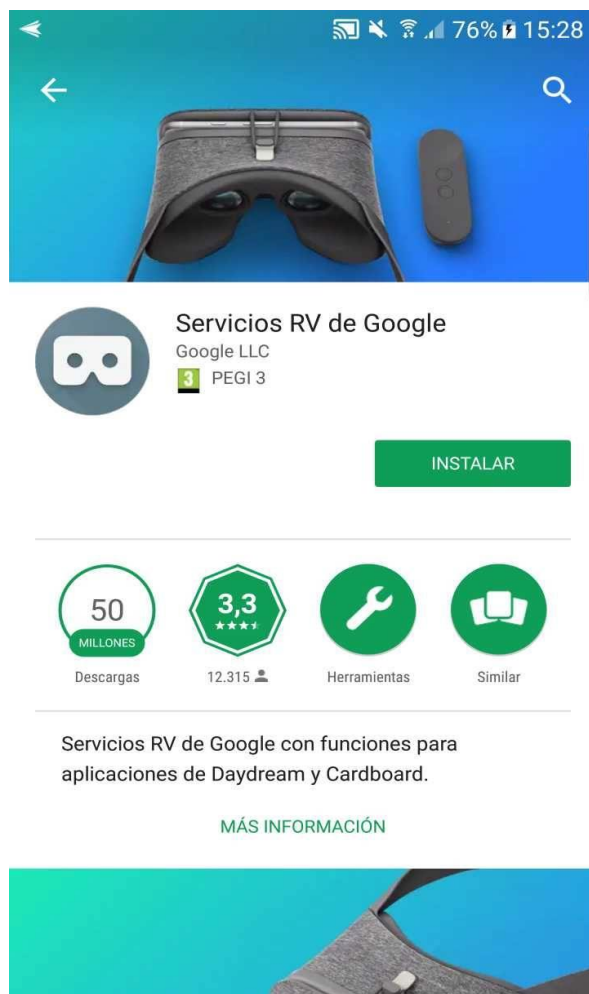 76% 15:28
Servicios RV de Google
Google LLC
3 PEGI 3
INSTALAR
50
MILLONES
Descargas
3,3
12.315
Herramientas
Similar
Servicios RV de Google con funciones para
aplicaciones de Daydream y Cardboard.
MÁS INFORMACIÓN